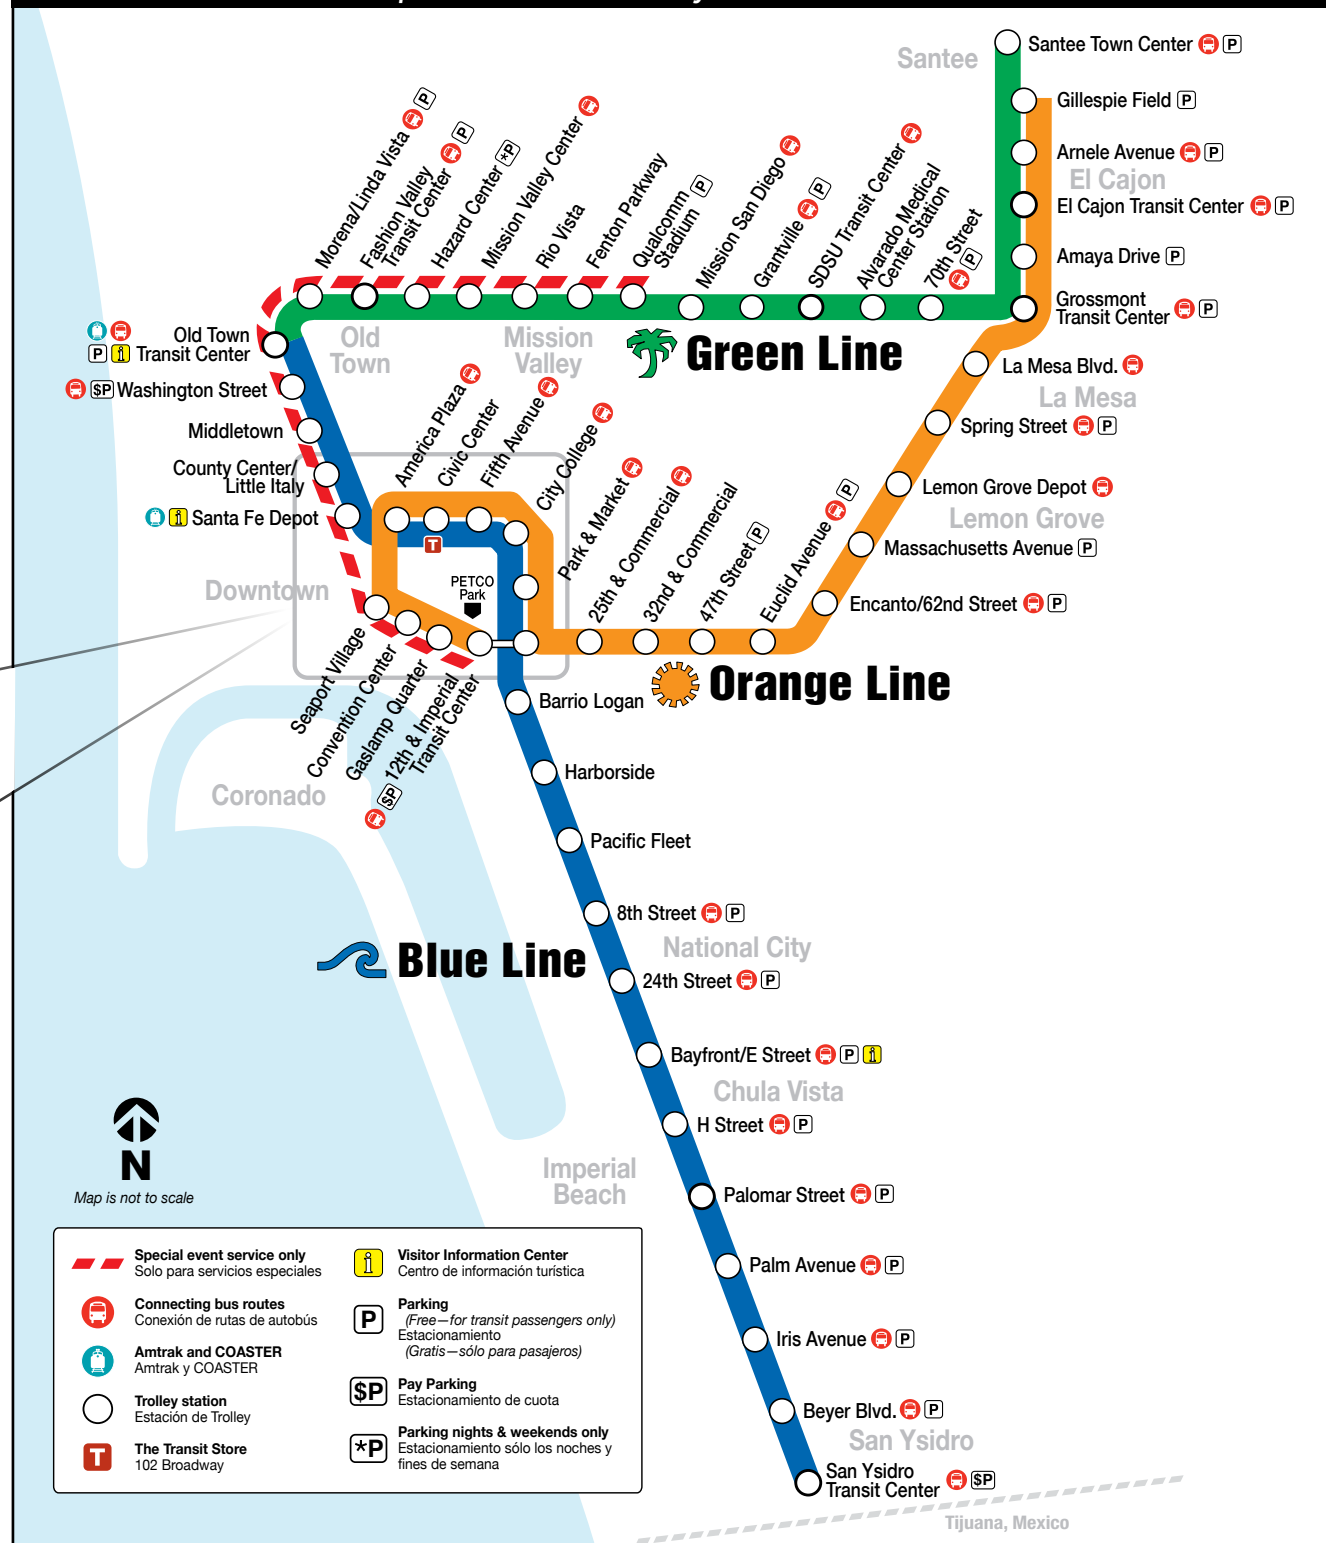 Santee
Santee Town Center P
Gillespie Field P
Arnele Avenue P
El Cajon
El Cajon Transit Center P
Amaya Drive P
Grossmont
Transit Center P
Morena/Linda Vista P
Fashion Valley
Transit Center P
Hazard Center *P
Mission Valley Center
Rio Vista
Fenton Parkway
Qualcomm
Stadium P
Mission San Diego
Grantville P
SDSU Transit Center
Alvarado Medical
Center Station
70th Street
P
Old Town
P i Transit Center
Old
Town
Mission
Valley
Green Line
La Mesa Blvd.
La Mesa
Spring Street P
Lemon Grove Depot
Lemon Grove
Massachusetts Avenue P
Encanto/62nd Street P
$P Washington Street
Middletown
County Center/
Little Italy
i Santa Fe Depot
America Plaza
Civic Center
Fifth Avenue
City College
Park & Market
25th & Commercial
32nd & Commercial
47th Street P
Euclid Avenue P
T
PETCO
Park
Downtown
Seaport Village
Convention Center
Gaslamp Quarter
12th & Imperial
Transit Center
$P
Orange Line
Barrio Logan
Harborside
Coronado
Pacific Fleet
8th Street P
National City
Blue Line
24th Street P
Bayfront/E Street P i
Chula Vista
H Street P
Imperial
Beach
Palomar Street P
Palm Avenue P
Iris Avenue P
Beyer Blvd. P
San Ysidro
San Ysidro
Transit Center $P
Tijuana, Mexico
N
Map is not to scale
Special event service only
Solo para servicios especiales
Connecting bus routes
Conexión de rutas de autobús
Amtrak and COASTER
Amtrak y COASTER
Trolley station
Estación de Trolley
T
The Transit Store
102 Broadway
i
Visitor Information Center
Centro de información turística
P
Parking
(Free—for transit passengers only)
Estacionamiento
(Gratis—sólo para pasajeros)
$P
Pay Parking
Estacionamiento de cuota
*P
Parking nights & weekends only
Estacionamiento sólo los noches y
fines de semana